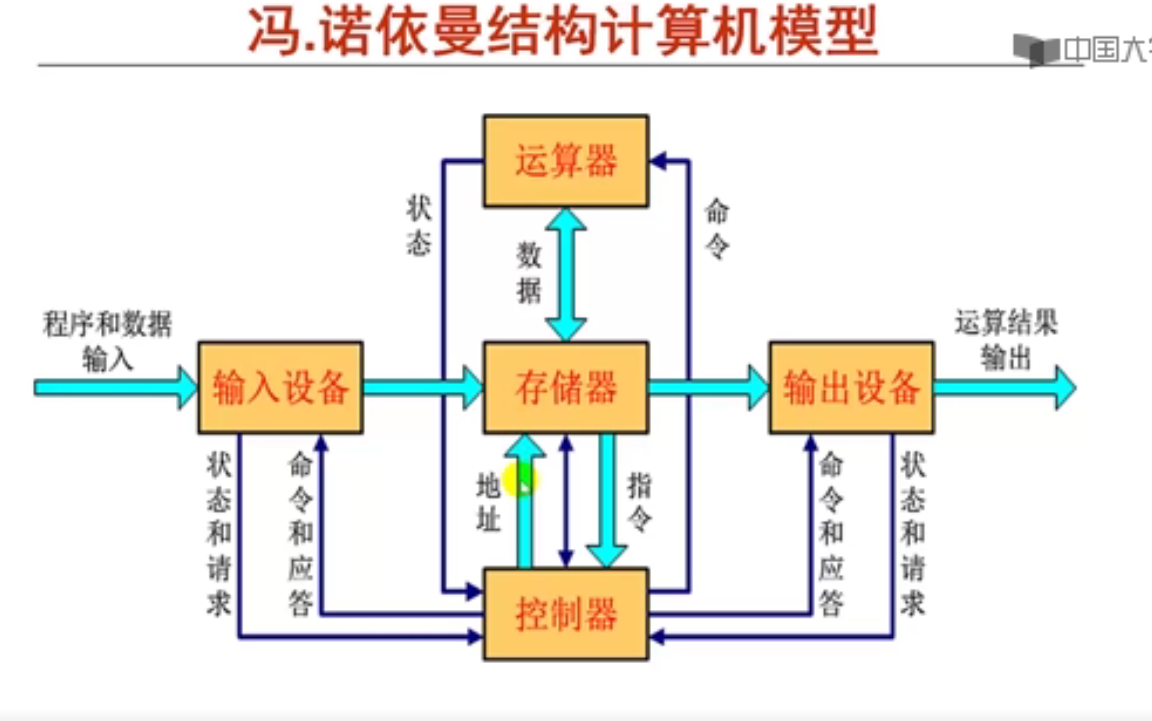 冯.诺依曼结构计算机模型
中国大
运算器
状态
命令
数据
程序和数据
输入
运算结果
输出
输入设备
存储器
输出设备
状态和请求
命令和应答
地址
指令
命令和应答
状态和请求
控制器